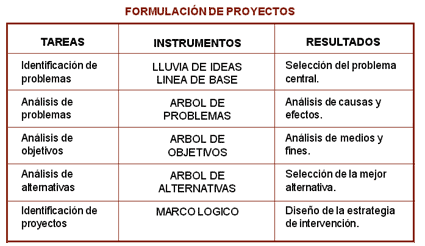 FORMULACIÓN DE PROYECTOS
TAREAS INSTRUMENTOS RESULTADOS
Identificación de problemas LLUVIA DE IDEAS LINEA DE BASE Selección del problema central.
Análisis de problemas ARBOL DE PROBLEMAS Análisis de causas y efectos.
Análisis de objetivos ARBOL DE OBJETIVOS Análisis de medios y fines.
Análisis de alternativas ARBOL DE ALTERNATIVAS Selección de la mejor alternativa.
Identificación de proyectos MARCO LOGICO Diseño de la estrategia de intervención.